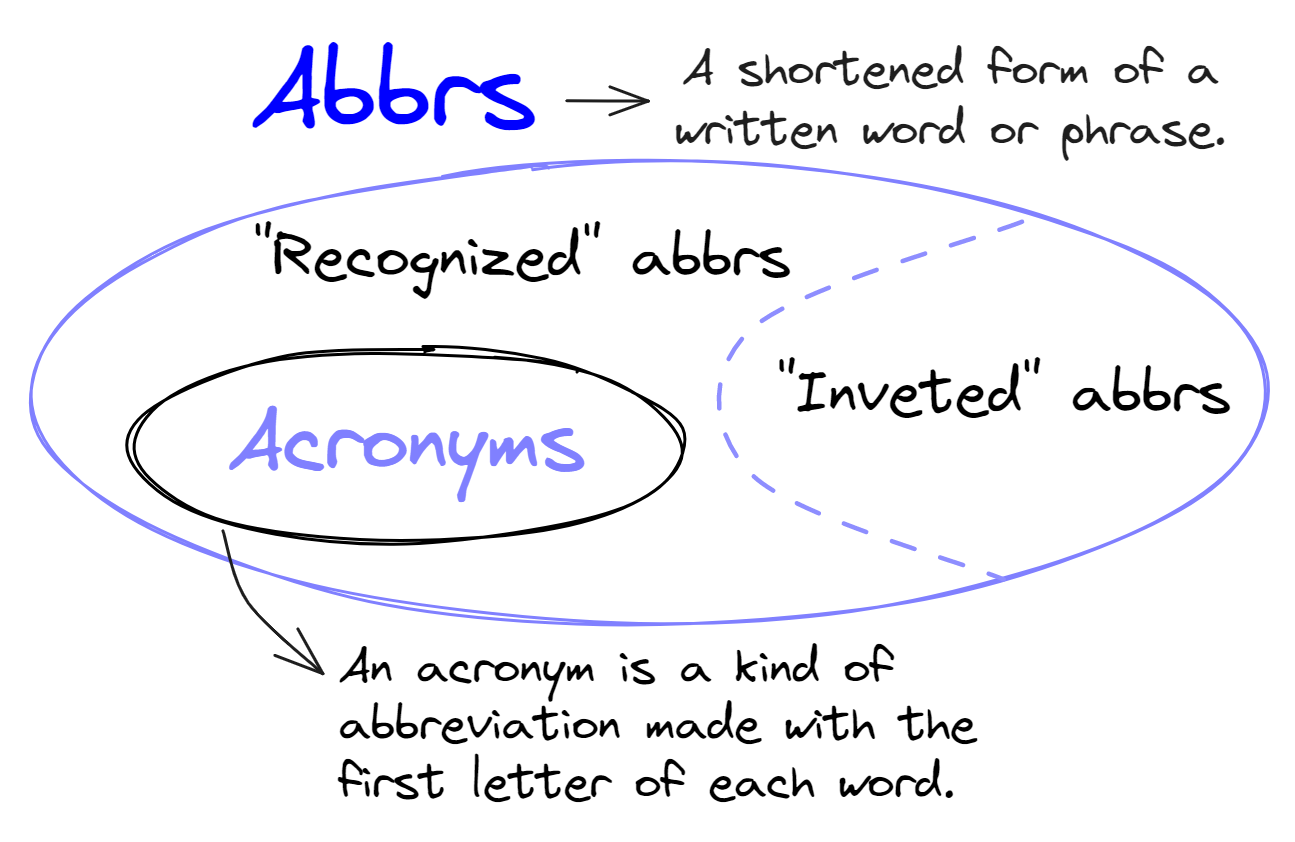 Abbrs
A shortened form of a
written word or phrase.
"Recognized" abbrs
"Inveted" abbrs
Acronyms
An acronym is a kind of
abbreviation made with the
first letter of each word.